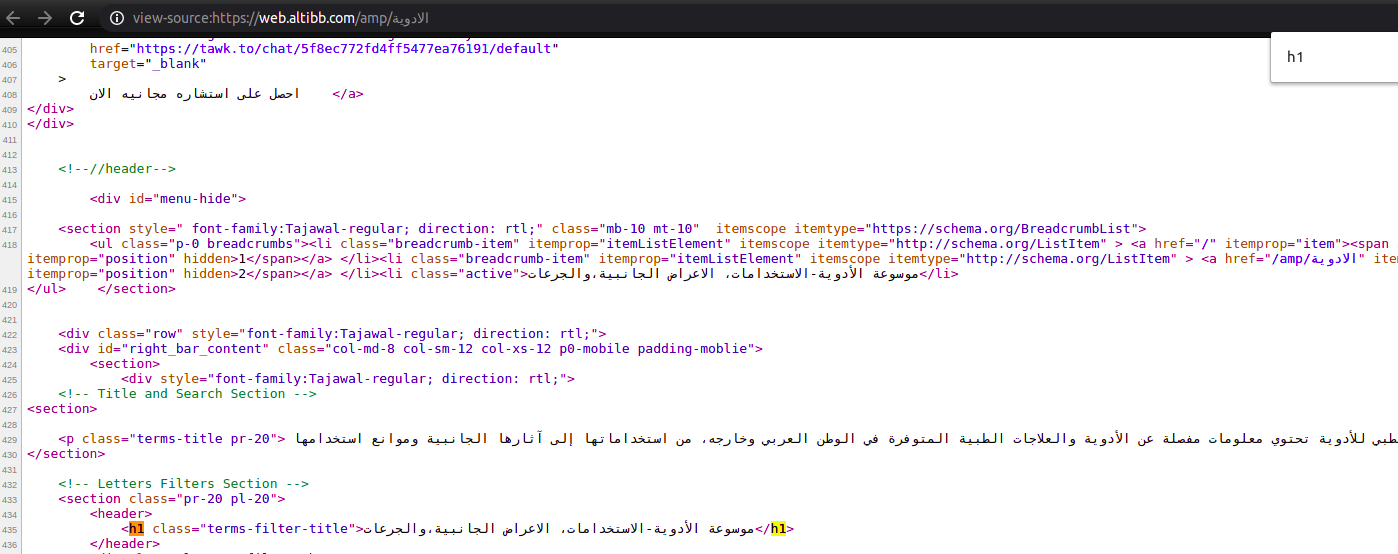 view-source:https://web.altibb.com/amp/الادوية
h1
405 href="https://tawk.to/chat/5f8ec772fd4ff5477ea76191/default"
406 target="_blank"
407 >
408 احصل على استشاره مجانيه الان </a>
409 </div>
410 </div>
411
412
413 <!--//header-->
414
415 <div id="menu-hide">
416
417 <section style=" font-family:Tajawal-regular; direction: rtl;" class="mb-10 mt-10" itemscope itemtype="https://schema.org/BreadcrumbList">
418 <ul class="p-0 breadcrumbs"><li class="breadcrumb-item" itemprop="itemListElement" itemscope itemtype="http://schema.org/ListItem" > <a href="/" itemprop="item"><span
itemprop="position" hidden>1</span></a> </li><li class="breadcrumb-item" itemprop="itemListElement" itemscope itemtype="http://schema.org/ListItem" > <a href="/amp/الادوية" item
itemprop="position" hidden>2</span></a> </li><li class="active">موسوعة الأدوية-الاستخدامات، الاعراض الجانبية،والجرعات</li>
419 </ul> </section>
420
421
422 <div class="row" style="font-family:Tajawal-regular; direction: rtl;">
423 <div id="right_bar_content" class="col-md-8 col-sm-12 col-xs-12 p0-mobile padding-moblie">
424 <section>
425 <div style="font-family:Tajawal-regular; direction: rtl;">
426 <!-- Title and Search Section -->
427 <section>
428
429 <p class="terms-title pr-20"> طبي للأدوية تحتوي معلومات مفصلة عن الأدوية والعلاجات الطبية المتوفرة في الوطن العربي وخارجه، من استخداماتها إلى آثارها الجانبية وموانع استخدامها
430 </section>
431
432 <!-- Letters Filters Section -->
433 <section class="pr-20 pl-20">
434 <header>
435 <h1 class="terms-filter-title">موسوعة الأدوية-الاستخدامات، الاعراض الجانبية،والجرعات</h1>
436 </header>